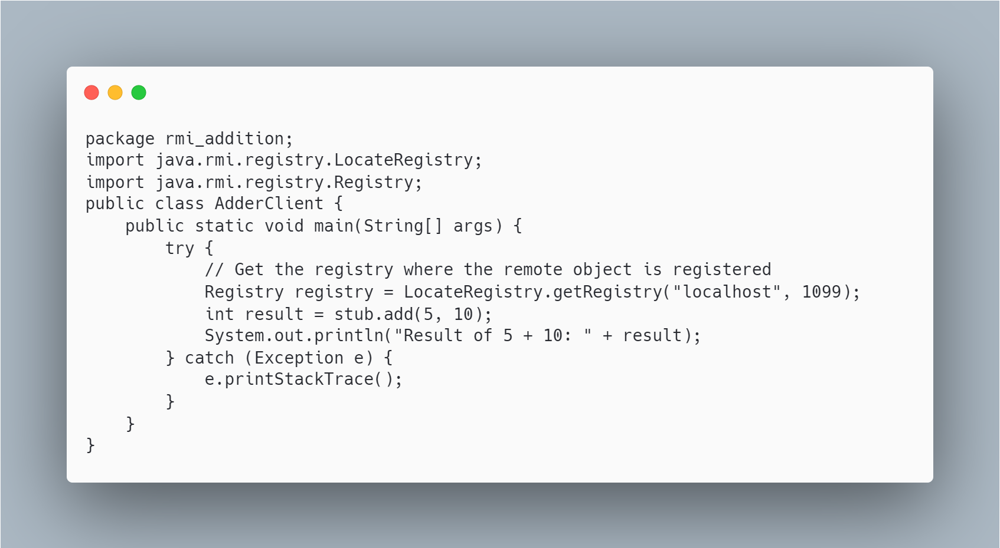 package rmi_addition;
import java.rmi.registry.LocateRegistry;
import java.rmi.registry.Registry;
public class AdderClient {
    public static void main(String[] args) {
        try {
            // Get the registry where the remote object is registered
            Registry registry = LocateRegistry.getRegistry("localhost", 1099);
            int result = stub.add(5, 10);
            System.out.println("Result of 5 + 10: " + result);
        } catch (Exception e) {
            e.printStackTrace();
        }
    }
}